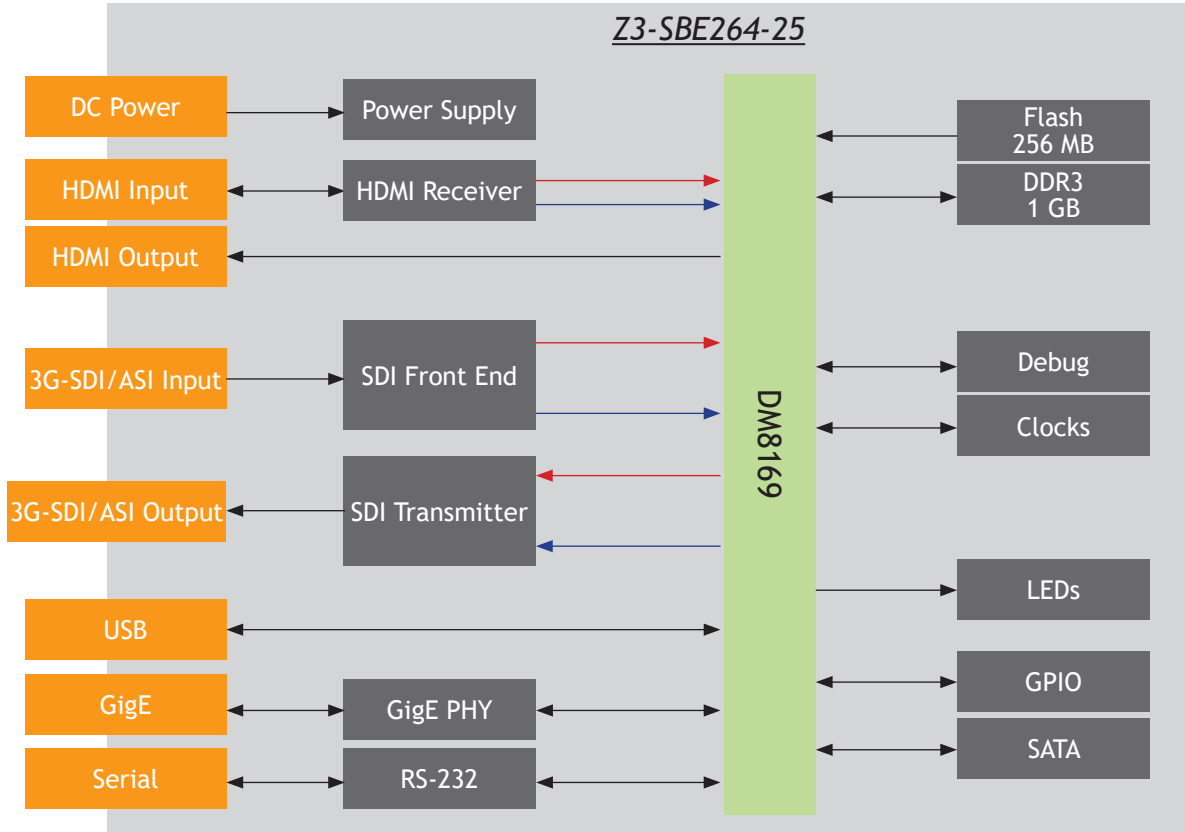 Z3-SBE264-25
DC Power
Power Supply
HDMI Input
HDMI Receiver
HDMI Output
3G-SDI/ASI Input
SDI Front End
3G-SDI/ASI Output
SDI Transmitter
USB
GigE
GigE PHY
Serial
RS-232
DM8169
Flash
256 MB
DDR3
1 GB
Debug
Clocks
LEDs
GPIO
SATA